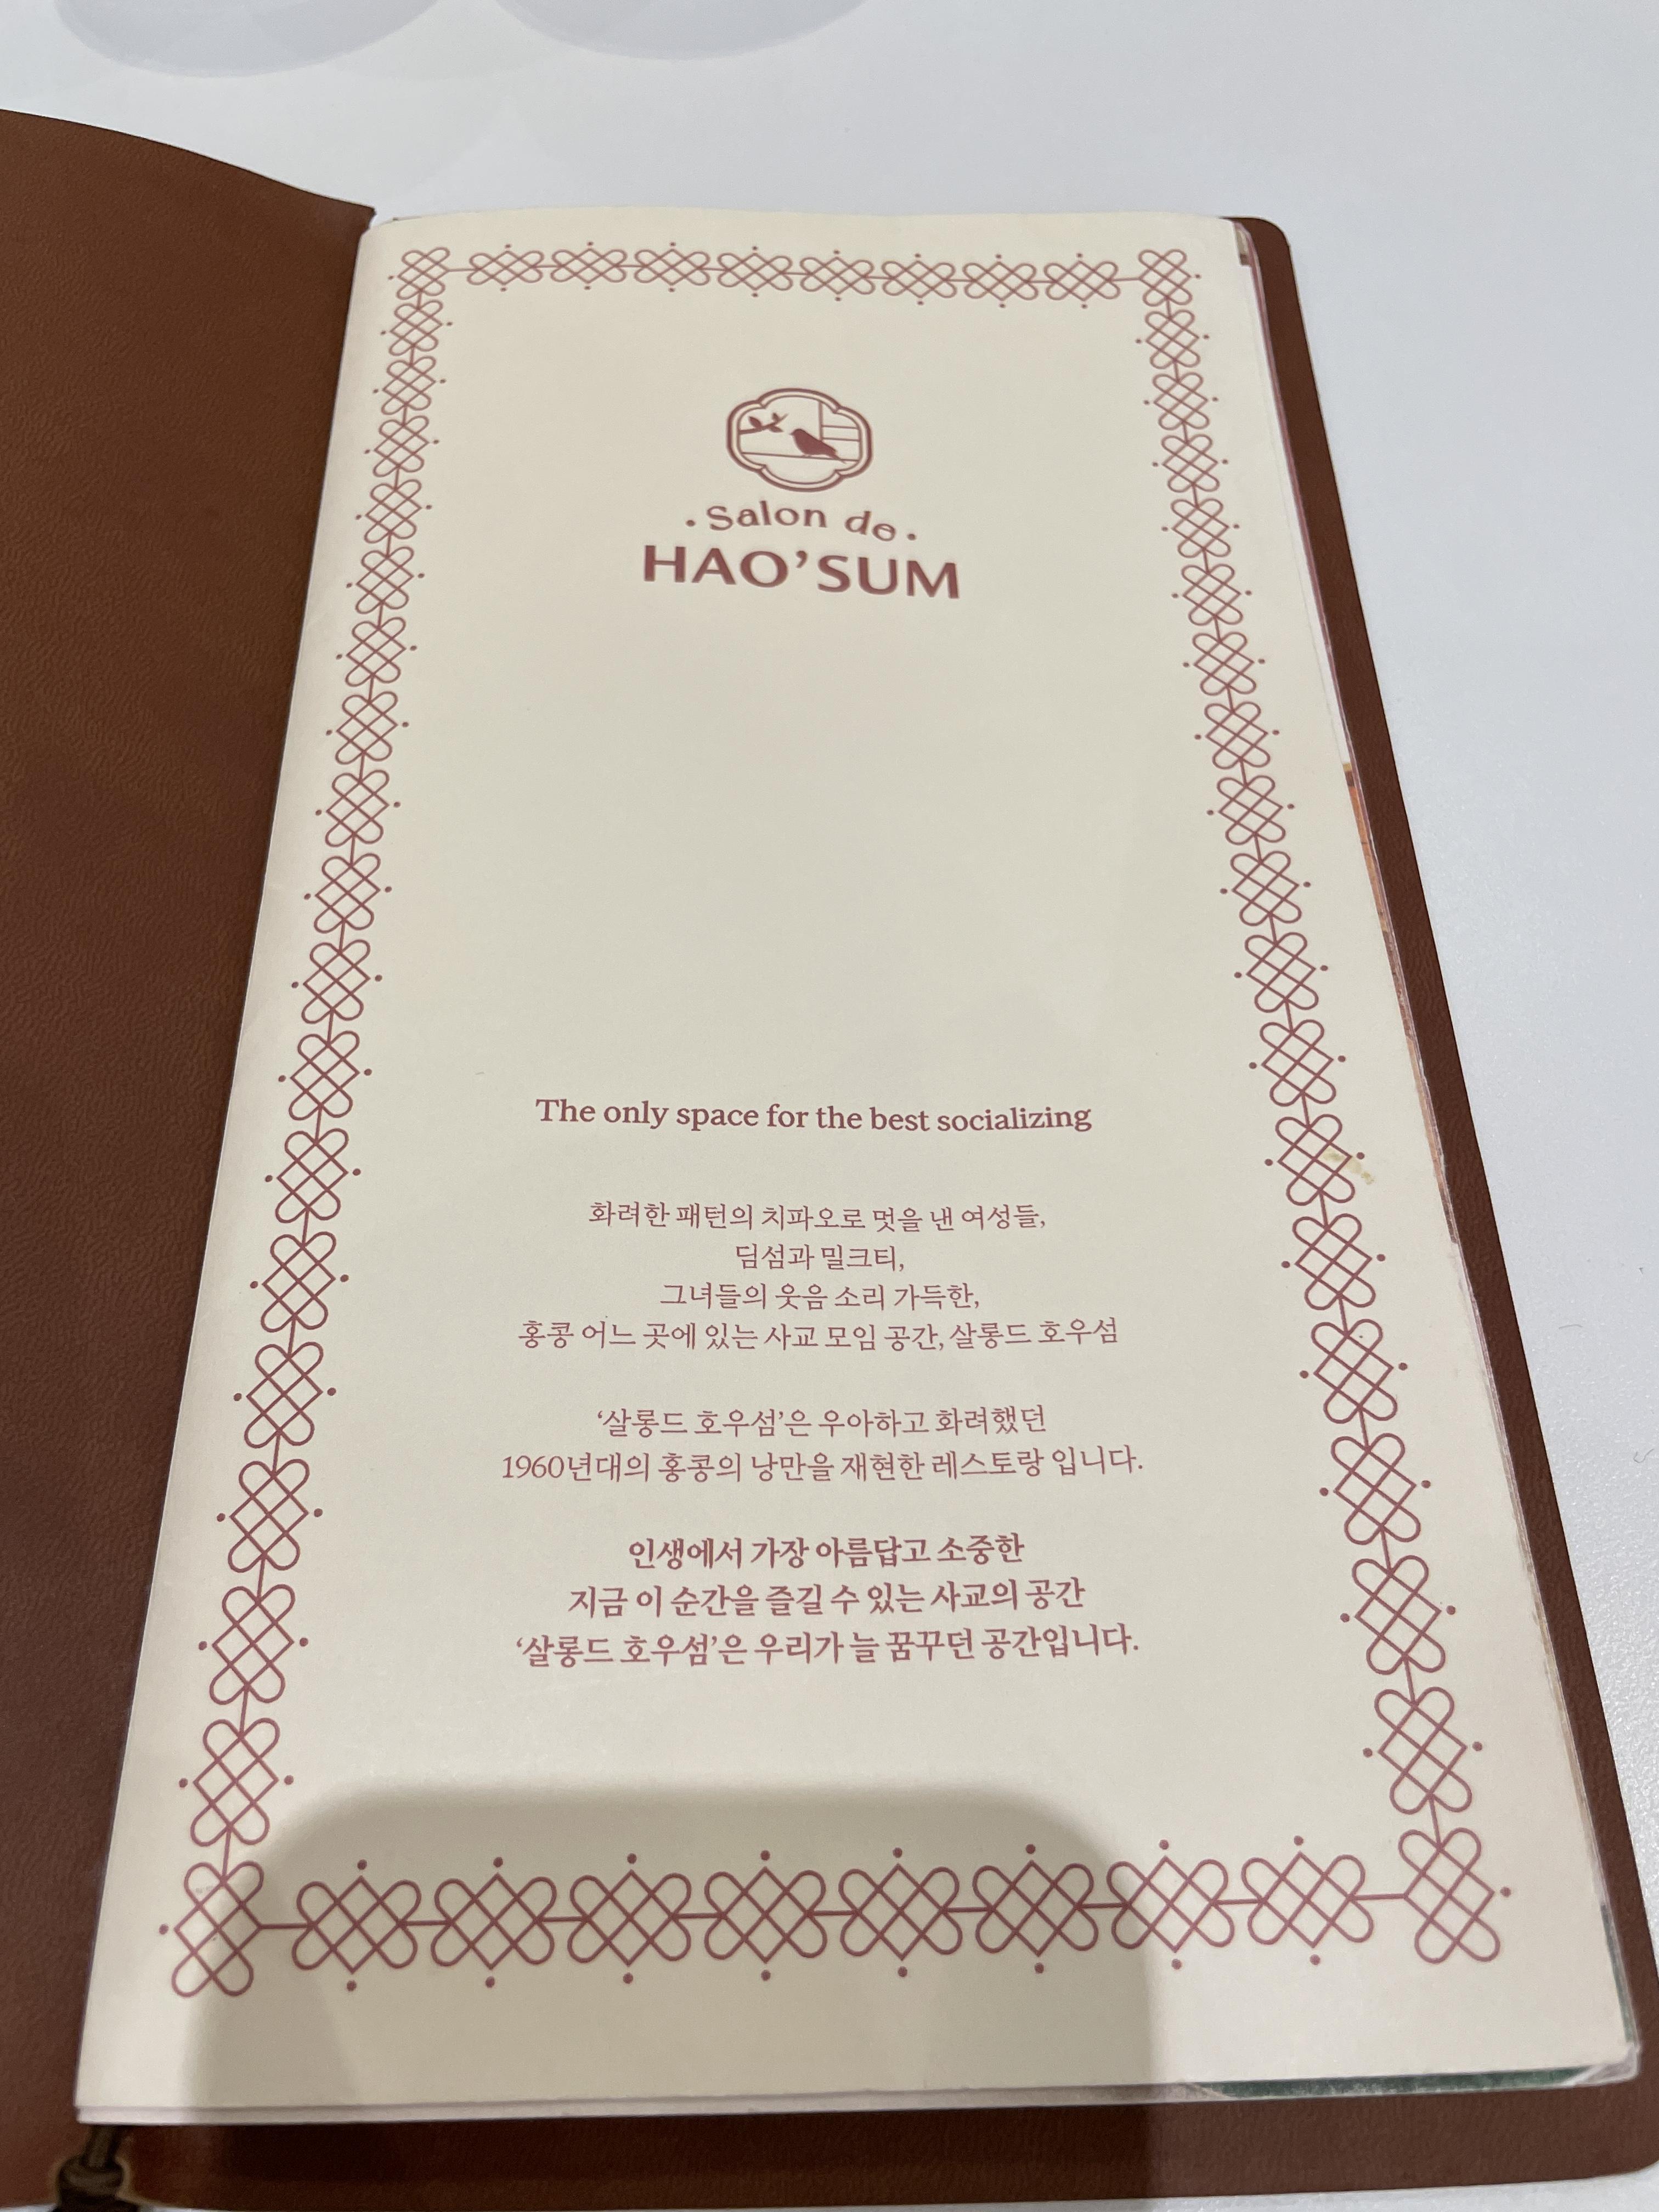 · Salon de ·
HAO’SUM
The only space for the best socializing
화려한 패턴의 치파오로 멋을 낸 여성들,
딤섬과 밀크티,
그녀들의 웃음 소리 가득한,
홍콩 어느 곳에 있는 사교 모임 공간, 살롱드 호우섬
‘살롱드 호우섬’은 우아하고 화려했던
1960년대의 홍콩의 낭만을 재현한 레스토랑 입니다.
인생에서 가장 아름답고 소중한
지금 이 순간을 즐길 수 있는 사교의 공간
‘살롱드 호우섬’은 우리가 늘 꿈꾸던 공간입니다.